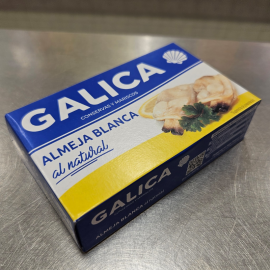 GALICA
CONSERVAS Y MARISCOS
ALMEJA BLANCA
al natural
GALICA
ALMEJA BLANCA